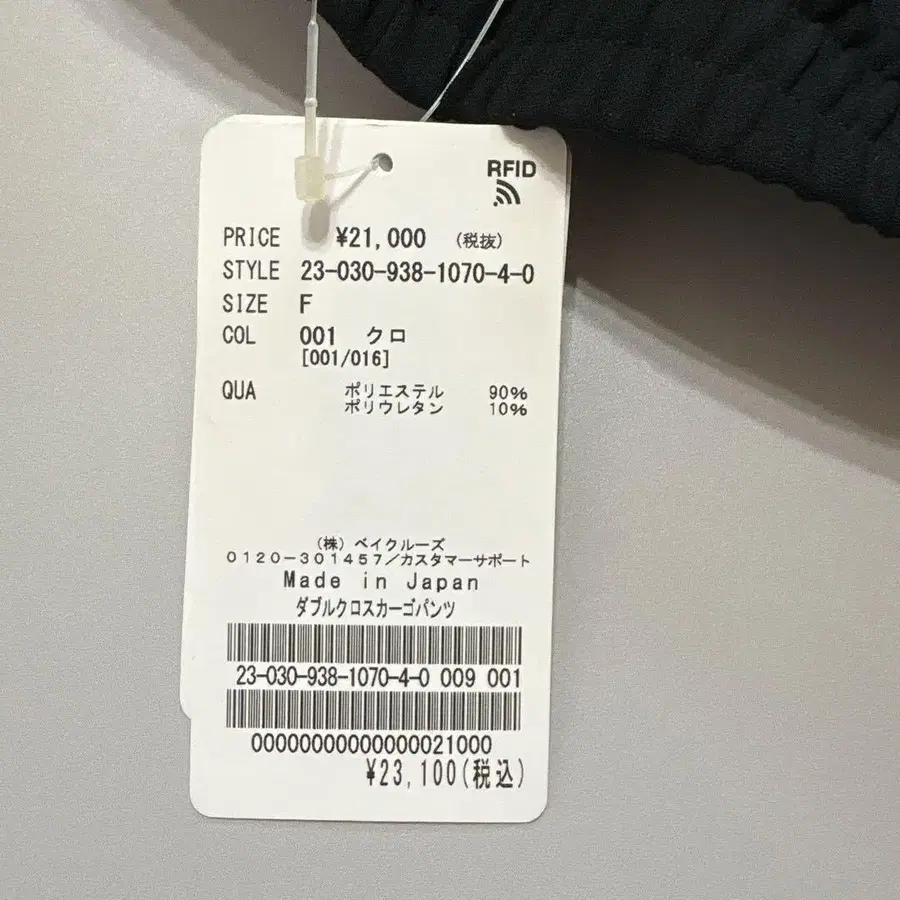 RFID
PRICE ¥21,000 (税抜)
STYLE 23-030-938-1070-4-0
SIZE F
COL 001 クロ
[001/016]
QUA ポリエステル 90%
ポリウレタン 10%
(株) ベイクルーズ
0120-301457/カスタマーサポート
Made in Japan
ダブルクロスカーゴパンツ
23-030-938-1070-4-0 009 001
00000000000000021000
¥23,100(税込)